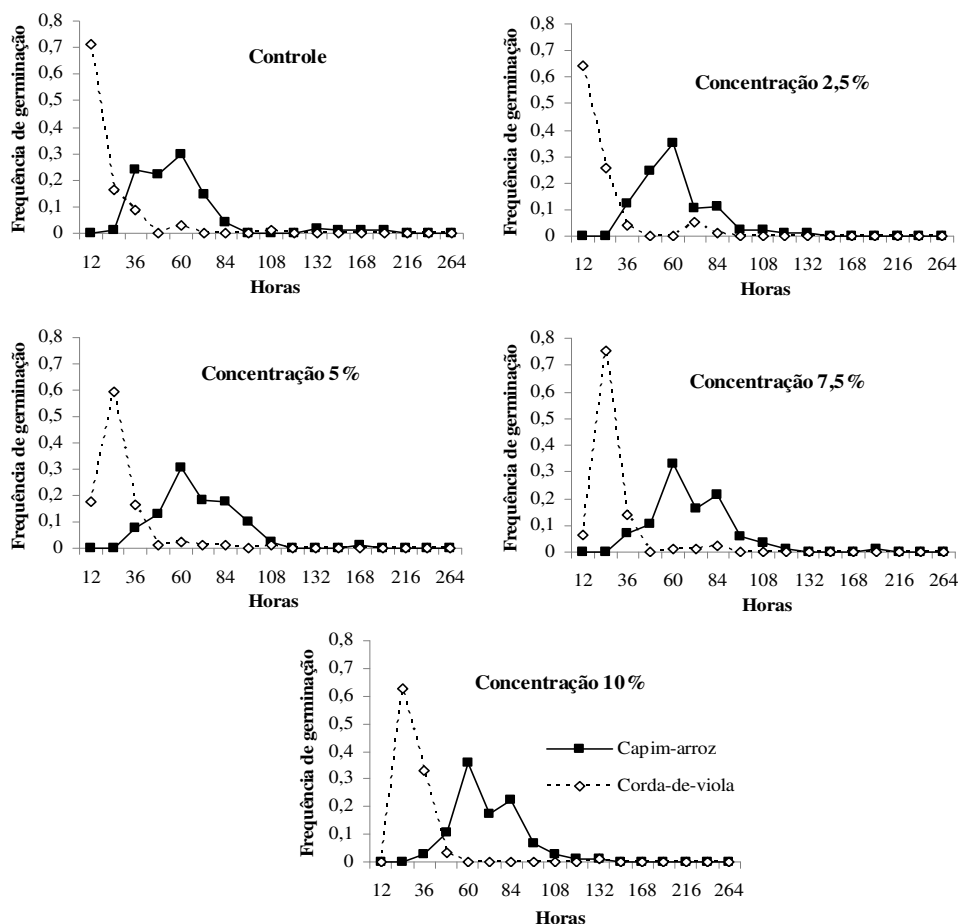 Controle
Frequência de germinação
0,8
0,7
0,6
0,5
0,4
0,3
0,2
0,1
0
12 36 60 84 108 132 168 216 264
Horas
Concentração 2,5%
Frequência de germinação
0,8
0,7
0,6
0,5
0,4
0,3
0,2
0,1
0
12 36 60 84 108 132 168 216 264
Horas
Concentração 5%
Frequência de germinação
0,8
0,7
0,6
0,5
0,4
0,3
0,2
0,1
0
12 36 60 84 108 132 168 216 264
Horas
Concentração 7,5%
Frequência de germinação
0,8
0,7
0,6
0,5
0,4
0,3
0,2
0,1
0
12 36 60 84 108 132 168 216 264
Horas
Concentração 10%
Frequência de germinação
0,8
0,7
0,6
0,5
0,4
0,3
0,2
0,1
0
12 36 60 84 108 132 168 216 264
Horas
Capim-arroz
Corda-de-viola